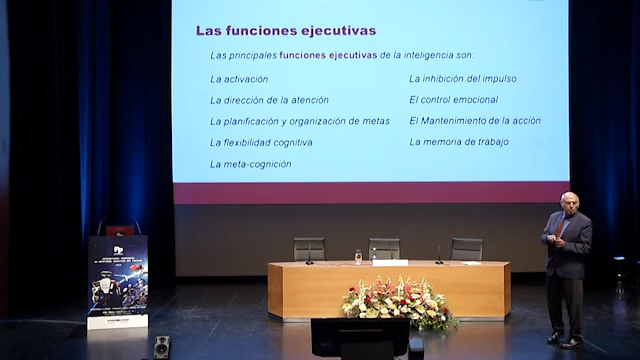 Las funciones ejecutivas
Las principales funciones ejecutivas de la inteligencia son:
La activación
La dirección de la atención
La planificación y organización de metas
La flexibilidad cognitiva
La meta-cognición
La inhibición del impulso
El control emocional
El Mantenimiento de la acción
La memoria de trabajo